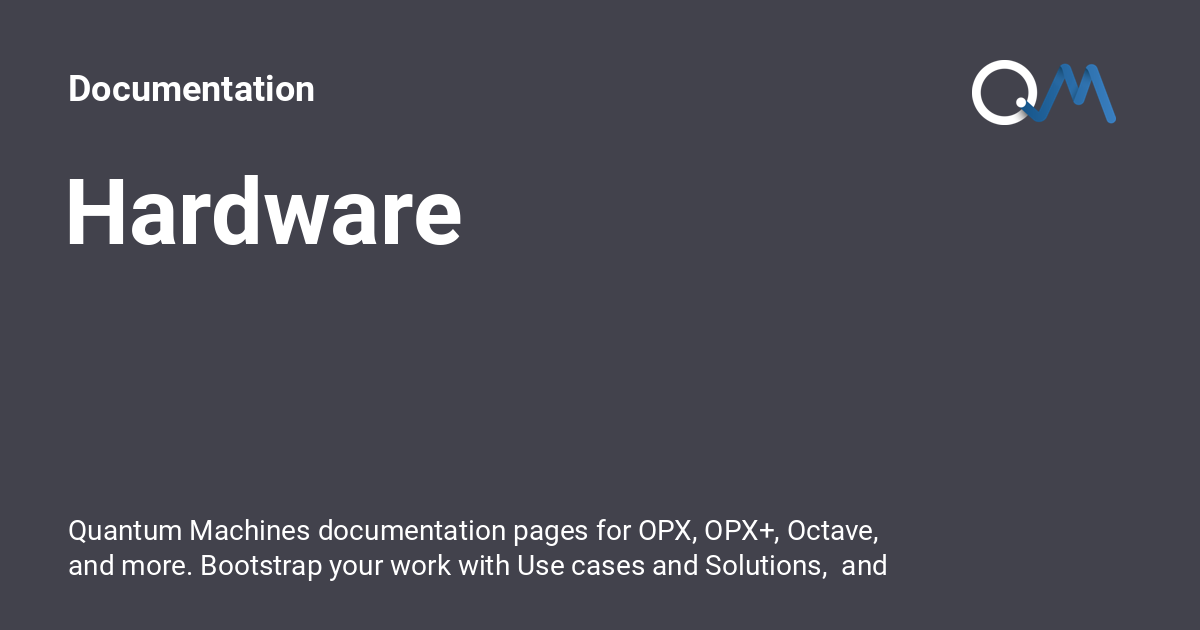 Documentation
QM
Hardware
Quantum Machines documentation pages for OPX, OPX+, Octave,
and more. Bootstrap your work with Use cases and Solutions,  and